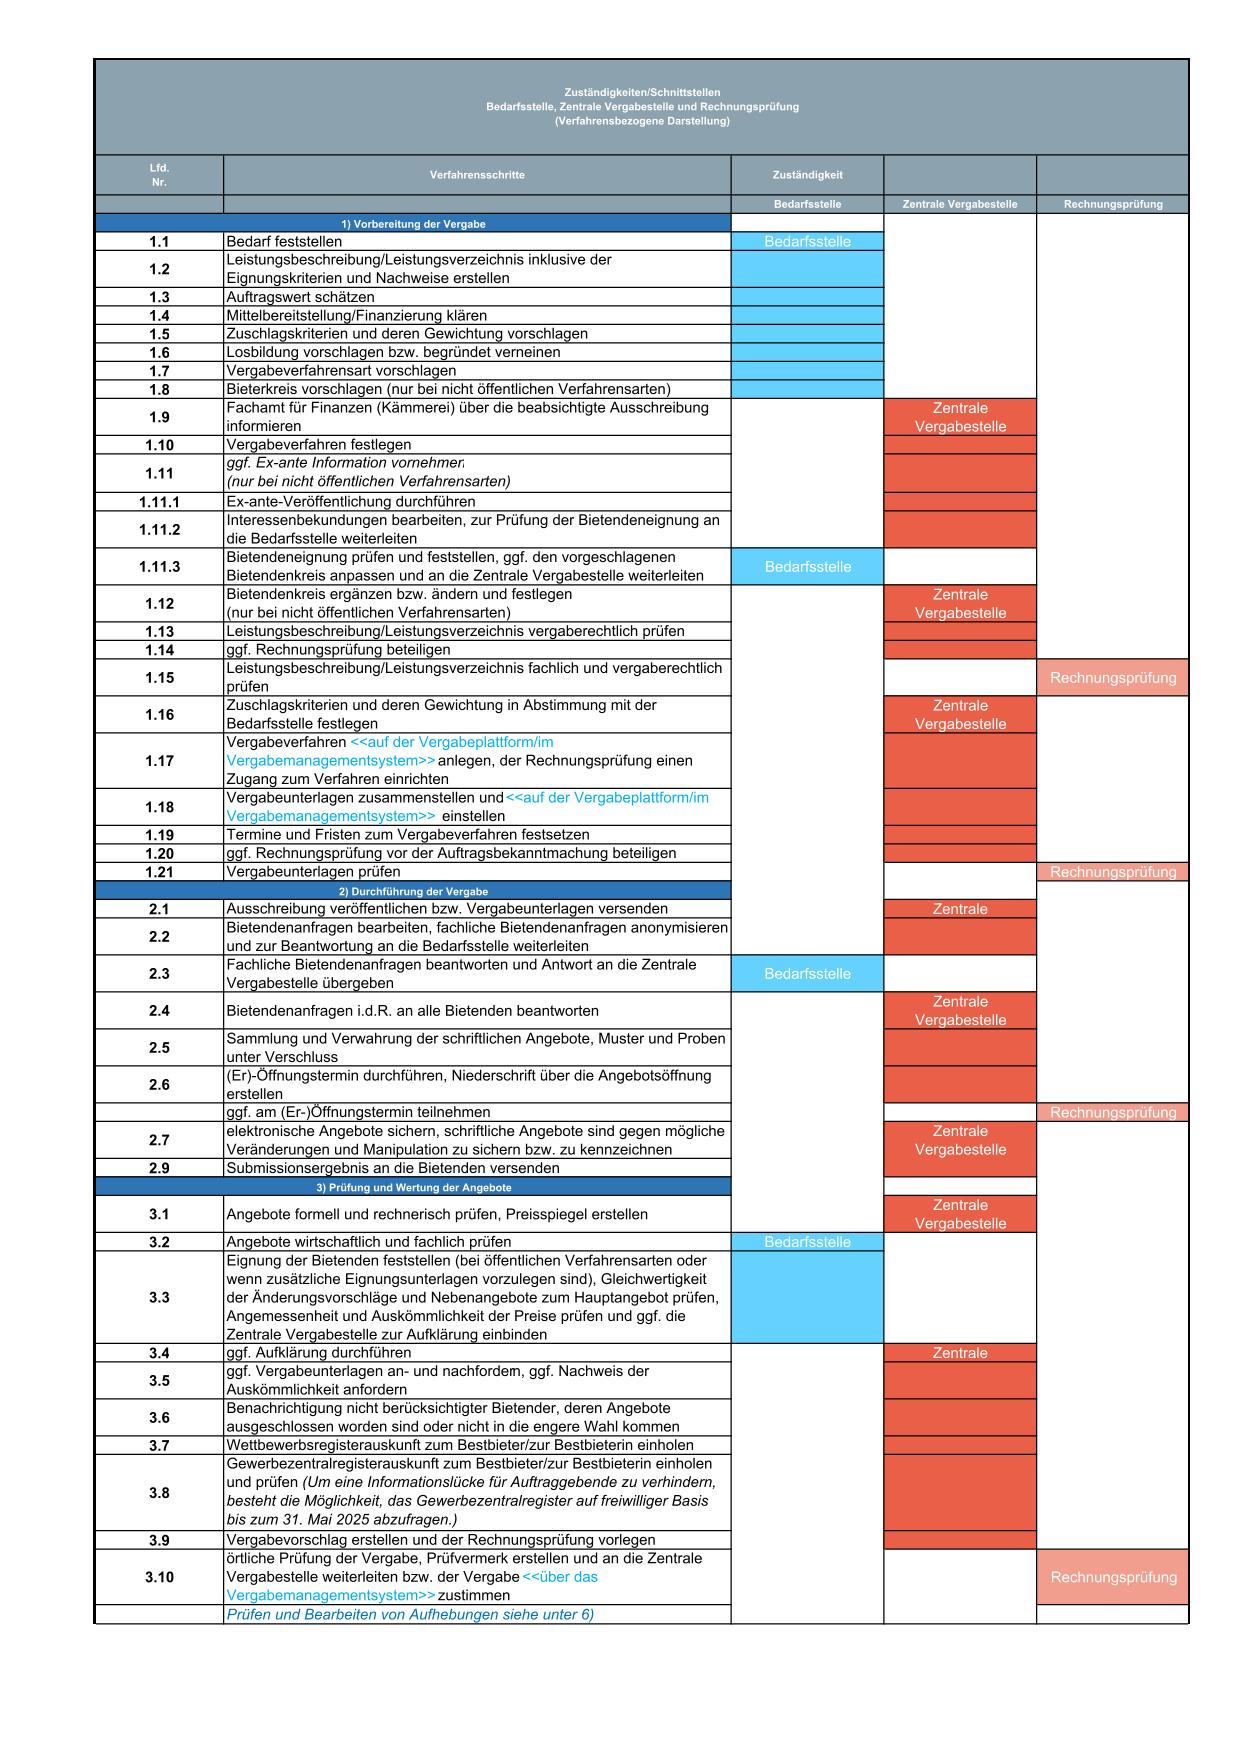 Zuständigkeiten/Schnittstellen
Bedarfsstelle, Zentrale Vergabestelle und Rechnungsprüfung
(Verfahrensbezogene Darstellung)
Lfd.
Nr.
Verfahrensschritte
Zuständigkeit
Bedarfsstelle
Zentrale Vergabestelle
Rechnungsprüfung
1) Vorbereitung der Vergabe
1.1 Bedarf feststellen Bedarfsstelle
1.2 Leistungsbeschreibung/Leistungsverzeichnis inklusive der
Eignungskriterien und Nachweise erstellen
1.3 Auftragswert schätzen
1.4 Mittelbereitstellung/Finanzierung klären
1.5 Zuschlagskriterien und deren Gewichtung vorschlagen
1.6 Losbildung vorschlagen bzw. begründet verneinen
1.7 Vergabeverfahrensart vorschlagen
1.8 Bieterkreis vorschlagen (nur bei nicht öffentlichen Verfahrensarten)
1.9 Fachamt für Finanzen (Kämmerei) über die beabsichtigte Ausschreibung
informieren
Zentrale
Vergabestelle
1.10 Vergabeverfahren festlegen
1.11 ggf. Ex-ante Information vornehmen
(nur bei nicht öffentlichen Verfahrensarten)
1.11.1 Ex-ante-Veröffentlichung durchführen
1.11.2 Interessenbekundungen bearbeiten, zur Prüfung der Bietendeneignung an
die Bedarfsstelle weiterleiten
1.11.3 Bietendeneignung prüfen und feststellen, ggf. den vorgeschlagenen
Bietendenkreis anpassen und an die Zentrale Vergabestelle weiterleiten
Bedarfsstelle
1.12 Bietendenkreis ergänzen bzw. ändern und festlegen
(nur bei nicht öffentlichen Verfahrensarten)
Zentrale
Vergabestelle
1.13 Leistungsbeschreibung/Leistungsverzeichnis vergaberechtlich prüfen
1.14 ggf. Rechnungsprüfung beteiligen
1.15 Leistungsbeschreibung/Leistungsverzeichnis fachlich und vergaberechtlich
prüfen
Rechnungsprüfung
1.16 Zuschlagskriterien und deren Gewichtung in Abstimmung mit der
Bedarfsstelle festlegen
Zentrale
Vergabestelle
1.17 Vergabeverfahren <<auf der Vergabeplattform/im
Vergabemanagementsystem>> anlegen, der Rechnungsprüfung einen
Zugang zum Verfahren einrichten
1.18 Vergabeunterlagen zusammenstellen und <<auf der Vergabeplattform/im
Vergabemanagementsystem>> einstellen
1.19 Termine und Fristen zum Vergabeverfahren festsetzen
1.20 ggf. Rechnungsprüfung vor der Auftragsbekanntmachung beteiligen
1.21 Vergabeunterlagen prüfen Rechnungsprüfung
2) Durchführung der Vergabe
2.1 Ausschreibung veröffentlichen bzw. Vergabeunterlagen versenden Zentrale
2.2 Bietendenanfragen bearbeiten, fachliche Bietendenanfragen anonymisieren
und zur Beantwortung an die Bedarfsstelle weiterleiten
2.3 Fachliche Bietendenanfragen beantworten und Antwort an die Zentrale
Vergabestelle übergeben
Bedarfsstelle
2.4 Bietendenanfragen i.d.R. an alle Bietenden beantworten
Zentrale
Vergabestelle
2.5 Sammlung und Verwahrung der schriftlichen Angebote, Muster und Proben
unter Verschluss
2.6 (Er)-Öffnungstermin durchführen, Niederschrift über die Angebotsöffnung
erstellen
ggf. am (Er-)Öffnungstermin teilnehmen Rechnungsprüfung
2.7 elektronische Angebote sichern, schriftliche Angebote sind gegen mögliche
Veränderungen und Manipulation zu sichern bzw. zu kennzeichnen
Zentrale
Vergabestelle
2.9 Submissionsergebnis an die Bietenden versenden
3) Prüfung und Wertung der Angebote
3.1 Angebote formell und rechnerisch prüfen, Preisspiegel erstellen
Zentrale
Vergabestelle
3.2 Angebote wirtschaftlich und fachlich prüfen Bedarfsstelle
3.3 Eignung der Bietenden feststellen (bei öffentlichen Verfahrensarten oder
wenn zusätzliche Eignungsunterlagen vorzulegen sind), Gleichwertigkeit
der Änderungsvorschläge und Nebenangebote zum Hauptangebot prüfen,
Angemessenheit und Auskömmlichkeit der Preise prüfen und ggf. die
Zentrale Vergabestelle zur Aufklärung einbinden
3.4 ggf. Aufklärung durchführen Zentrale
3.5 ggf. Vergabeunterlagen an- und nachfordern, ggf. Nachweis der
Auskömmlichkeit anfordern
3.6 Benachrichtigung nicht berücksichtigter Bietender, deren Angebote
ausgeschlossen worden sind oder nicht in die engere Wahl kommen
3.7 Wettbewerbsregisterauskunft zum Bestbieter/zur Bestbieterin einholen
3.8 Gewerbezentralregisterauskunft zum Bestbieter/zur Bestbieterin einholen
und prüfen (Um eine Informationslücke für Auftraggebende zu verhindern,
besteht die Möglichkeit, das Gewerbezentralregister auf freiwilliger Basis
bis zum 31. Mai 2025 abzufragen.)
3.9 Vergabevorschlag erstellen und der Rechnungsprüfung vorlegen
3.10 örtliche Prüfung der Vergabe, Prüfvermerk erstellen und an die Zentrale
Vergabestelle weiterleiten bzw. der Vergabe <<über das
Vergabemanagementsystem>> zustimmen
Rechnungsprüfung
Prüfen und Bearbeiten von Aufhebungen siehe unter 6)